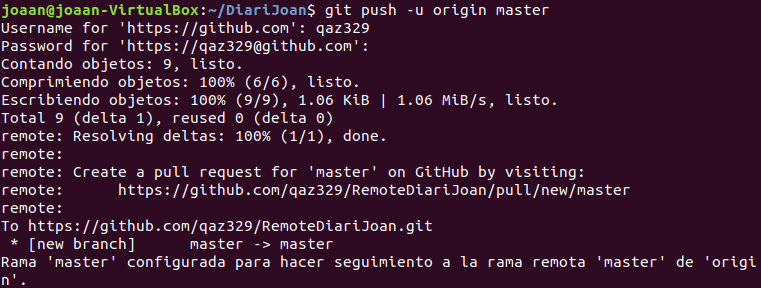 joaan@joaan-VirtualBox:~/DiariJoan$ git push -u origin master
Username for 'https://github.com': qaz329
Password for 'https://qaz329@github.com':
Contando objetos: 9, listo.
Comprimiendo objetos: 100% (6/6), listo.
Escribiendo objetos: 100% (9/9), 1.06 KiB | 1.06 MiB/s, listo.
Total 9 (delta 1), reused 0 (delta 0)
remote: Resolving deltas: 100% (1/1), done.
remote:
remote: Create a pull request for 'master' on GitHub by visiting:
remote:      https://github.com/qaz329/RemoteDiariJoan/pull/new/master
remote:
To https://github.com/qaz329/RemoteDiariJoan.git
 * [new branch]      master -> master
Rama 'master' configurada para hacer seguimiento a la rama remota 'master' de 'origi
n'.